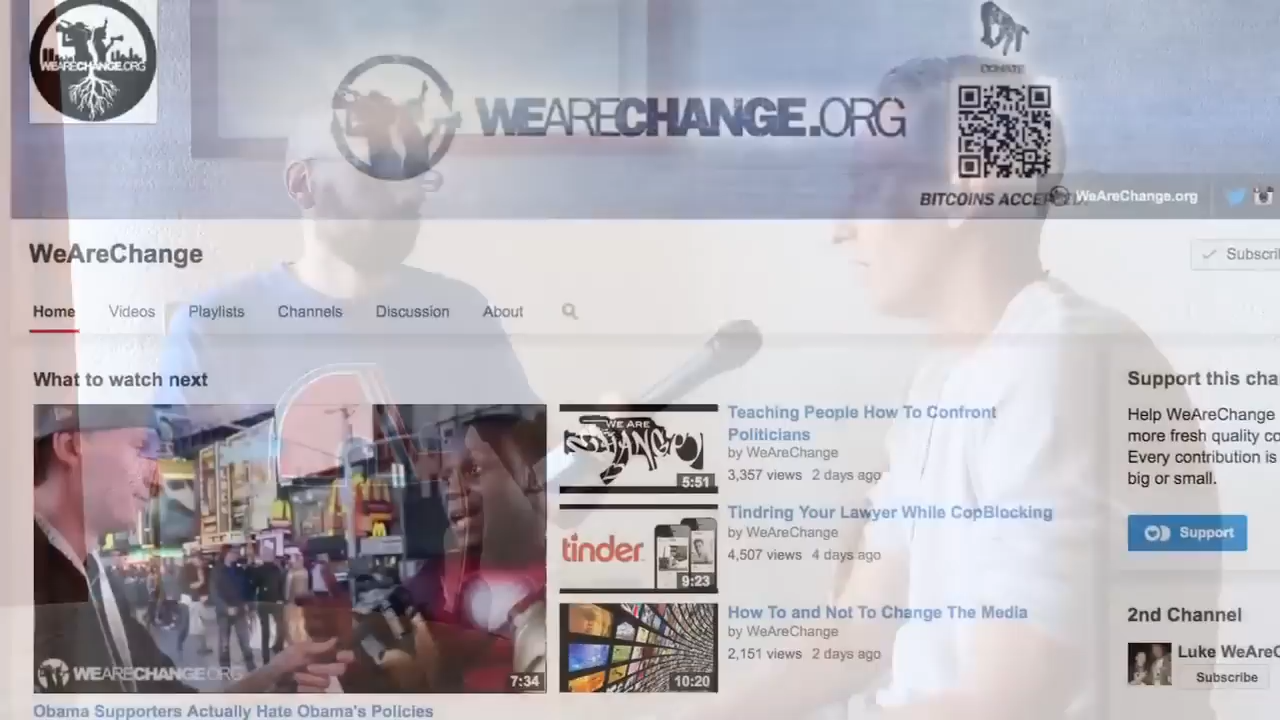 WEARECHANGE.ORG
WEARECHANGE.ORG
DONATE
BITCOINS ACCEP
WeAreChange.org
WeAreChange
Subscri
Home Videos Playlists Channels Discussion About
What to watch next
Support this cha
Help WeAreChange
more fresh quality co
Every contribution is
big or small.
Support
WE ARE
CHANGE
5:51
Teaching People How To Confront
Politicians
by WeAreChange
3,357 views 2 days ago
tinder
9:23
Tindring Your Lawyer While CopBlocking
by WeAreChange
4,507 views 4 days ago
10:20
How To and Not To Change The Media
by WeAreChange
2,151 views 2 days ago
2nd Channel
Luke WeAreC
Subscribe
WEARECHANGE.ORG
7:34
Obama Supporters Actually Hate Obama's Policies